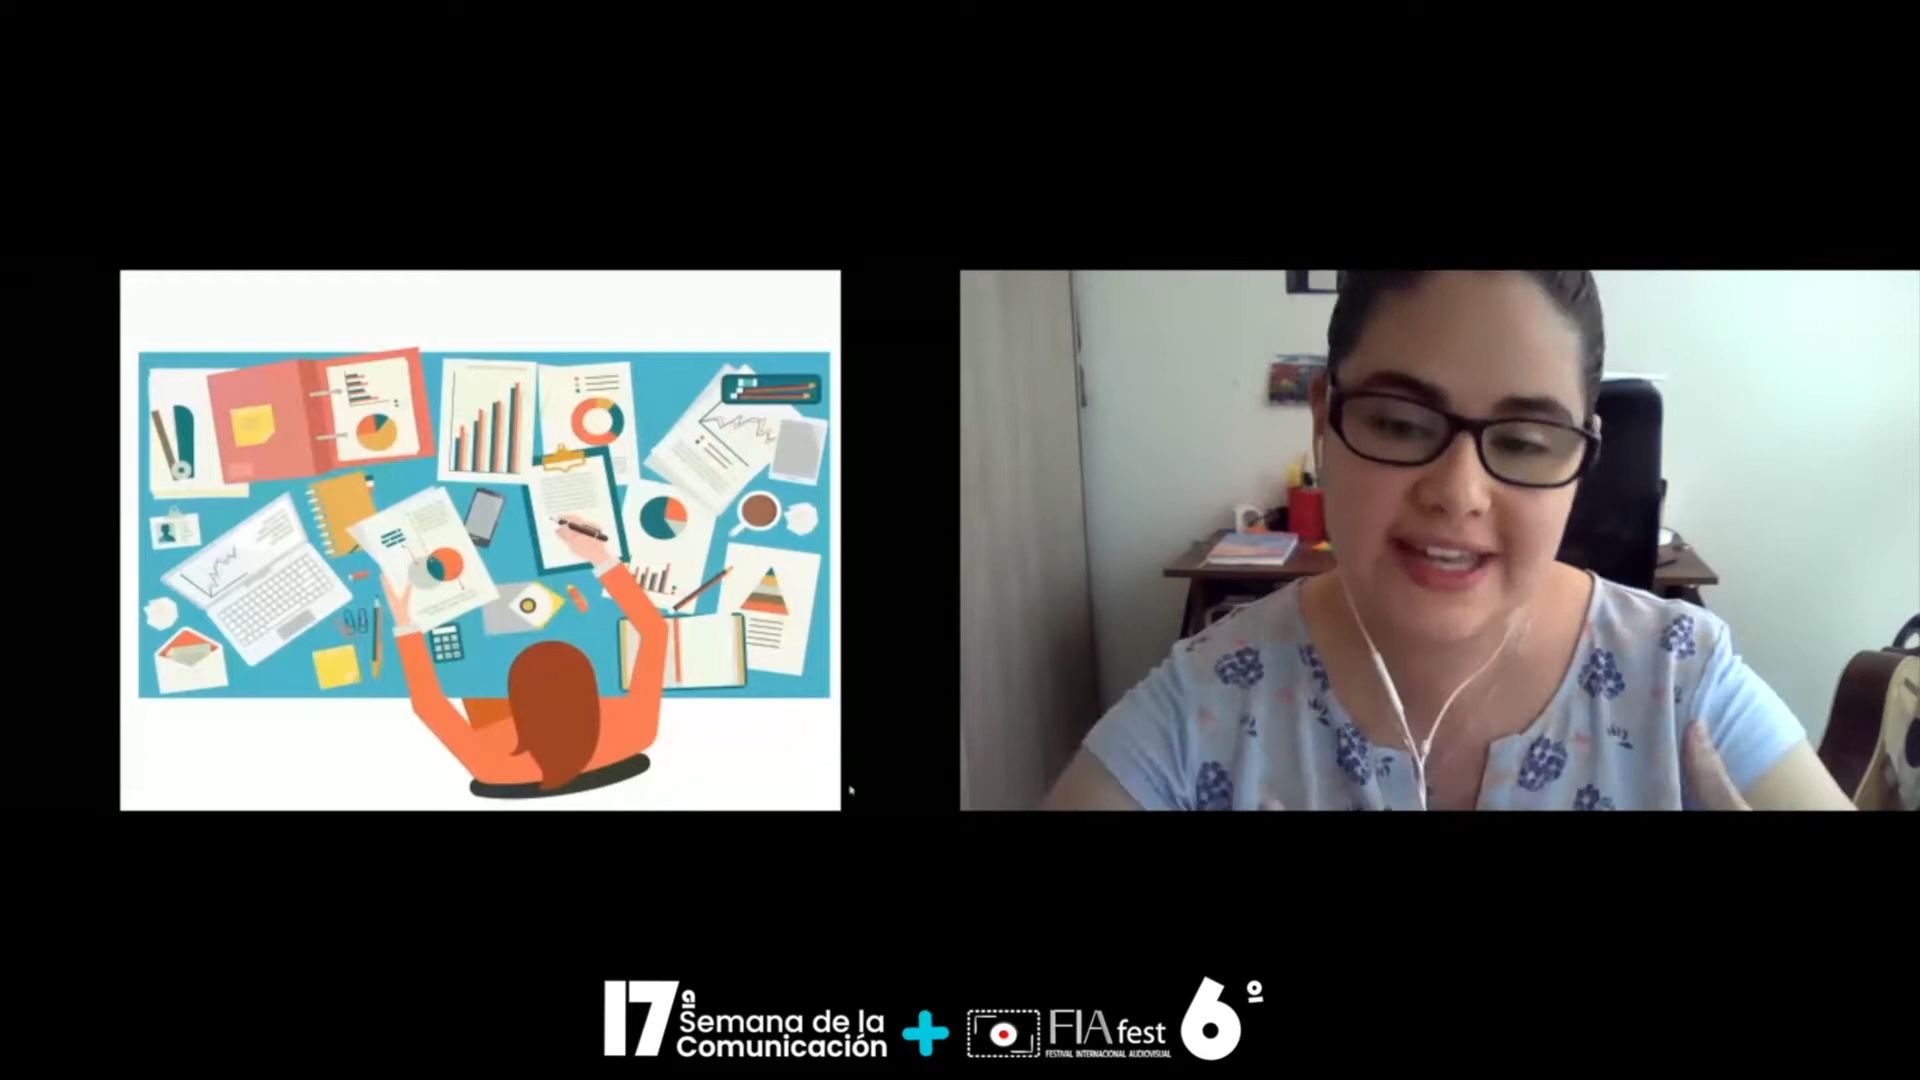 17ª
Semana de la
Comunicación
FIA fest
FESTIVAL INTERNACIONAL AUDIOVISUAL
6º